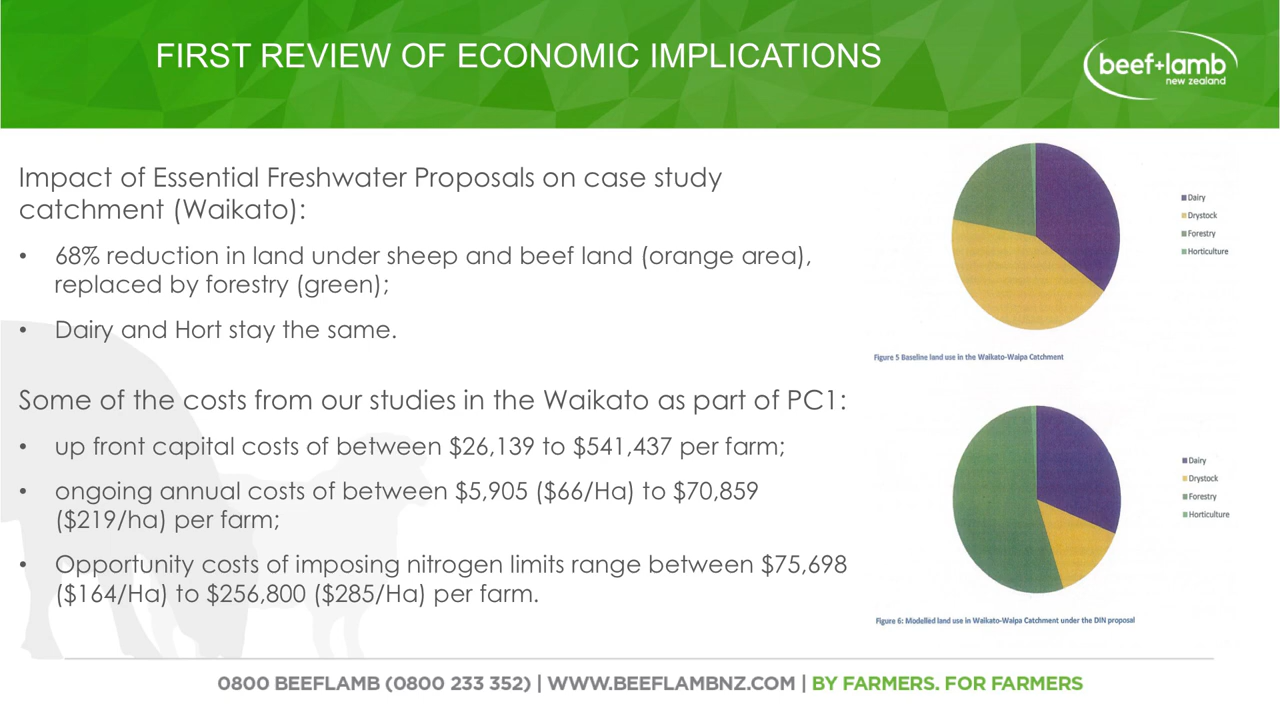 FIRST REVIEW OF ECONOMIC IMPLICATIONS
beef+lamb
new zealand
Impact of Essential Freshwater Proposals on case study
catchment (Waikato):
• 68% reduction in land under sheep and beef land (orange area),
replaced by forestry (green);
• Dairy and Hort stay the same.
Some of the costs from our studies in the Waikato as part of PC1:
• up front capital costs of between $26,139 to $541,437 per farm;
• ongoing annual costs of between $5,905 ($66/Ha) to $70,859
($219/ha) per farm;
• Opportunity costs of imposing nitrogen limits range between $75,698
($164/Ha) to $256,800 ($285/Ha) per farm.
Dairy
Drystock
Forestry
Horticulture
Figure 5 Baseline land use in the Waikato-Waipa Catchment
Dairy
Drystock
Forestry
Horticulture
Figure 6: Modelled land use in Waikato-Waipa Catchment under the DIN proposal
0800 BEEFLAMB (0800 233 352) | WWW.BEEFLAMBNZ.COM | BY FARMERS. FOR FARMERS